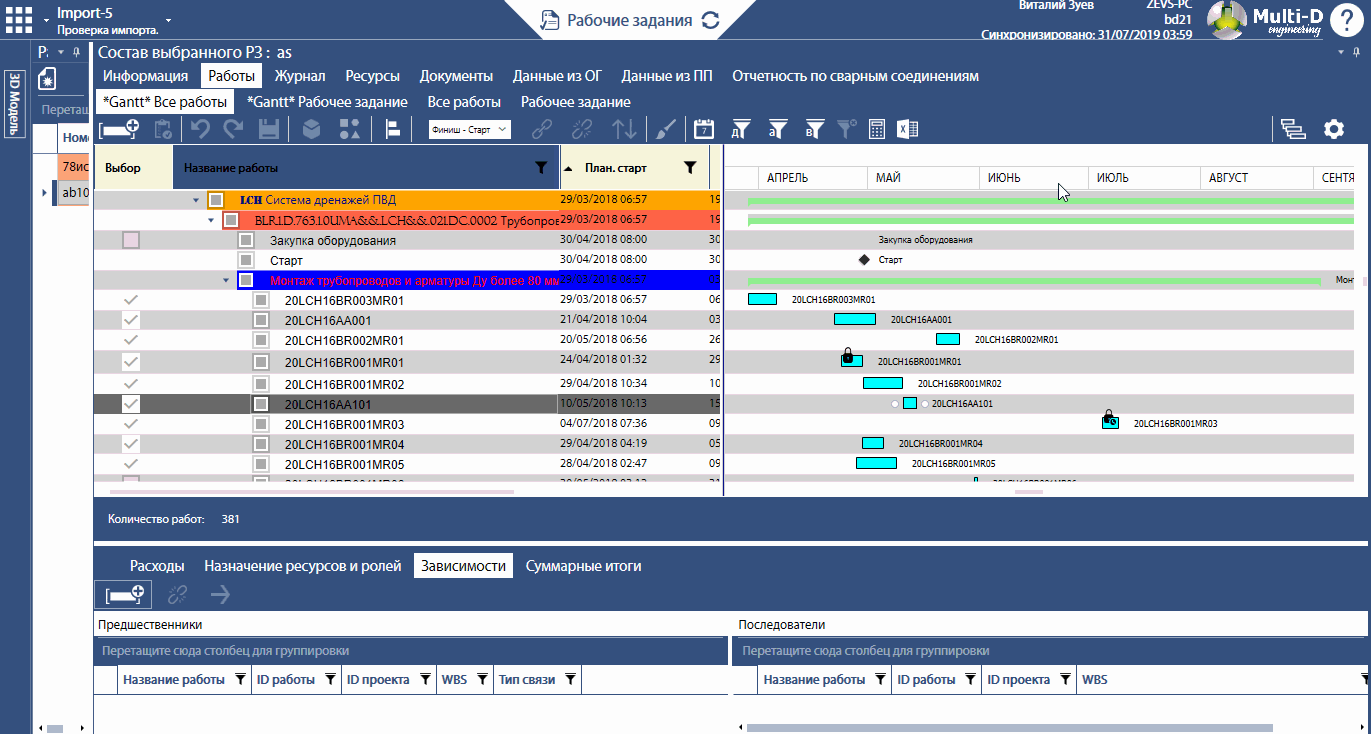 Import-5
Проверка импорта.
Рабочие задания
Виталий Зуев
ZEVS-PC
bd21
Синхронизировано: 31/07/2019 03:59
Multi-D
engineering
?
3D Модель
Состав выбранного РЗ : as
Информация Работы Журнал Ресурсы Документы Данные из ОГ Данные из ПП Отчетность по сварным соединениям
*Gantt* Все работы *Gantt* Рабочее задание Все работы Рабочее задание
Финиш - Старт
Выбор Название работы План. старт
АПРЕЛЬ МАЙ ИЮНЬ ИЮЛЬ АВГУСТ СЕНТЯ
78ис
ab10
LCH Система дренажей ПВД 29/03/2018 06:57 19
BLR1.D.76310UMA&&.LCH&&.021DC.0002 Трубопров 29/03/2018 06:57 19
Закупка оборудования 30/04/2018 08:00 30 Закупка оборудования
Старт 30/04/2018 08:00 30 Старт
Монтаж трубопроводов и арматуры Ду более 80 мм 29/03/2018 06:57 Монт
20LCH16BR003MR01 29/03/2018 06:57 06 20LCH16BR003MR01
20LCH16AA001 21/04/2018 10:04 03 20LCH16AA001
20LCH16BR002MR01 20/05/2018 06:56 26 20LCH16BR002MR01
20LCH16BR001MR01 24/04/2018 01:32 29 20LCH16BR001MR01
20LCH16BR001MR02 29/04/2018 10:34 10 20LCH16BR001MR02
20LCH16AA101 10/05/2018 10:13 15 20LCH16AA101
20LCH16BR001MR03 04/07/2018 07:36 09 20LCH16BR001MR03
20LCH16BR001MR04 29/04/2018 04:19 05 20LCH16BR001MR04
20LCH16BR001MR05 28/04/2018 02:47 09 20LCH16BR001MR05
Количество работ: 381
Расходы Назначение ресурсов и ролей Зависимости Суммарные итоги
Предшественники Последователи
Перетащите сюда столбец для группировки Перетащите сюда столбец для группировки
Название работы ID работы ID проекта WBS Тип связи Название работы ID работы ID проекта WBS